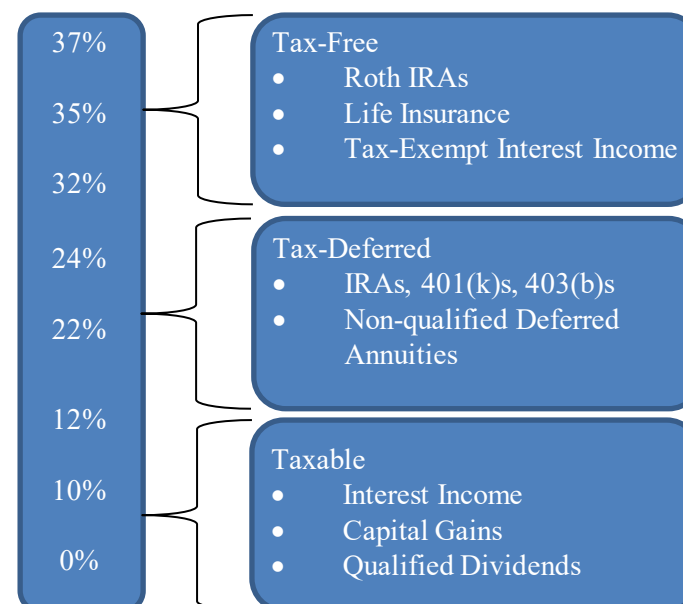 37%
35%
32%
24%
22%
12%
10%
0%
Tax-Free
• Roth IRAs
• Life Insurance
• Tax-Exempt Interest Income
Tax-Deferred
• IRAs, 401(k)s, 403(b)s
• Non-qualified Deferred
Annuities
Taxable
• Interest Income
• Capital Gains
• Qualified Dividends